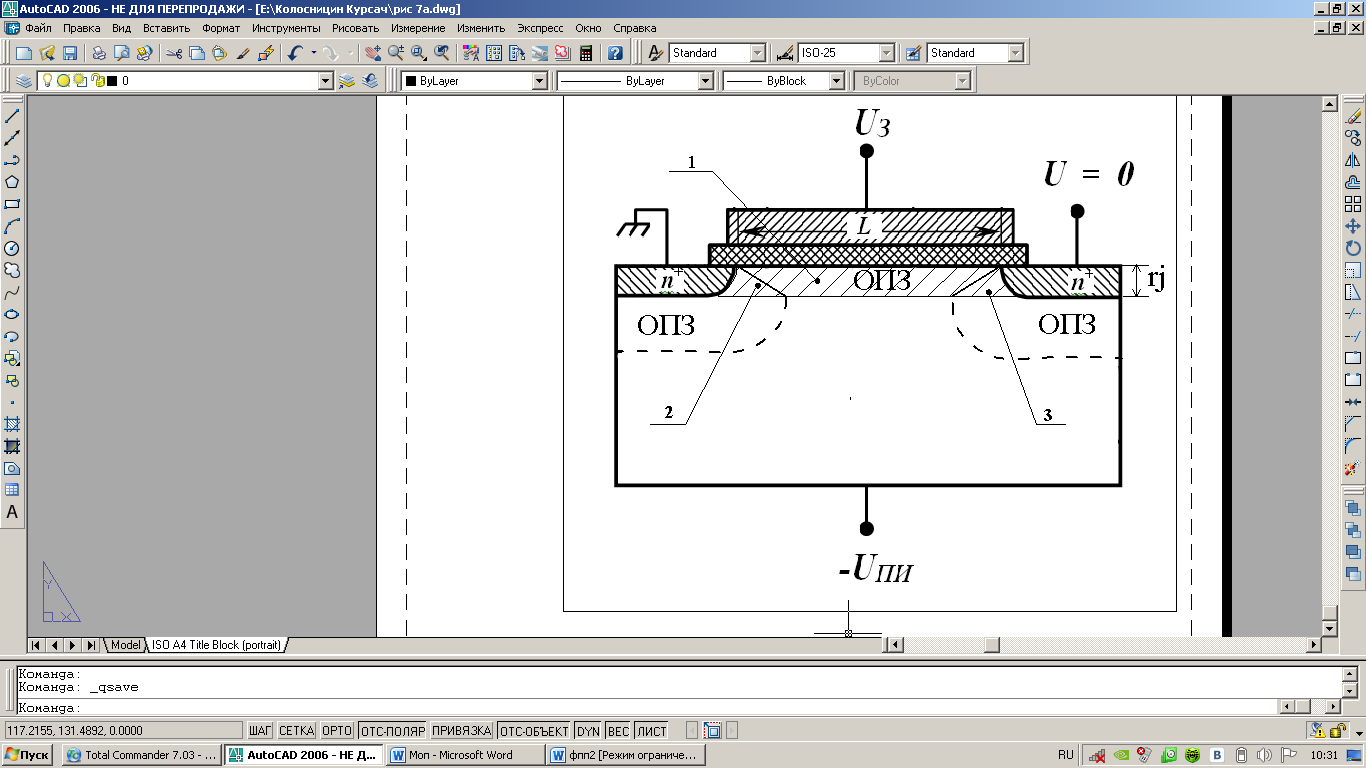 AutoCAD 2006 - НЕ ДЛЯ ПЕРЕПРОДАЖИ - [E:\Колосницин Курсач\рис 7a.dwg]
Файл Правка Вид Вставить Формат Инструменты Рисовать Измерение Изменить Экспресс Окно Справка
Standard ISO-25 Standard
0 ByLayer ByLayer ByBlock ByColor
UЗ
1
U = 0
L
n+ ОПЗ n+ rj
ОПЗ ОПЗ
2 3
-UПИ
Y
X
Model ISO A4 Title Block (portrait)
Команда:
Команда: _qsave
Команда:
117.2155, 131.4892, 0.0000 ШАГ СЕТКА ОРТО ОТС-ПОЛЯР ПРИВЯЗКА ОТС-ОБЪЕКТ DYN ВЕС ЛИСТ
Пуск Total Commander 7.03 - ... AutoCAD 2006 - НЕ Д... Моп - Microsoft Word фпп2 [Режим ограниче... RU 10:31